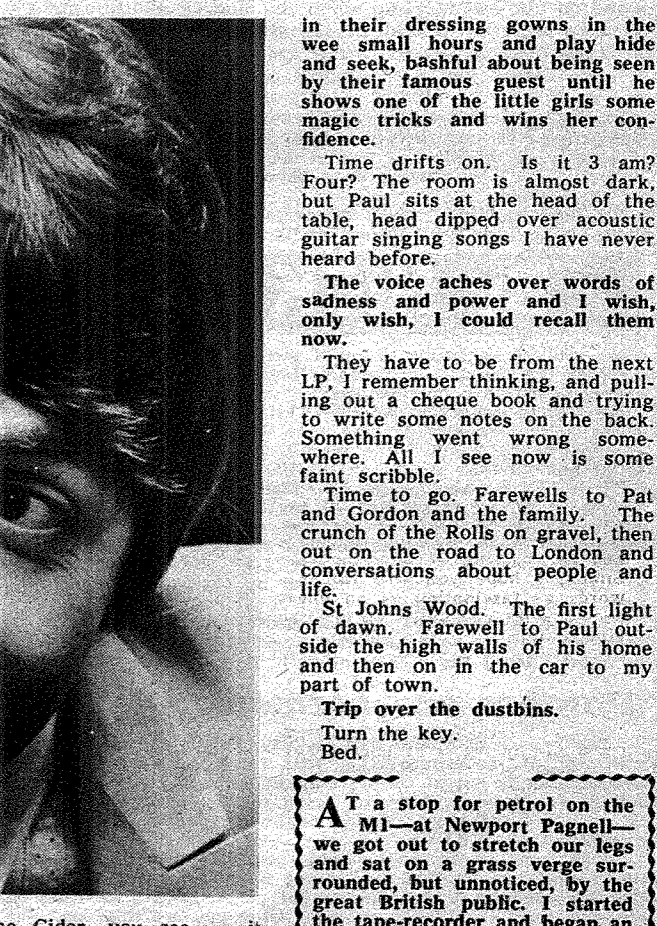 in their dressing gowns in the
wee small hours and play hide
and seek, bashful about being seen
by their famous guest until he
shows one of the little girls some
magic tricks and wins her con-
fidence.
Time drifts on. Is it 3 am?
Four? The room is almost dark,
but Paul sits at the head of the
table, head dipped over acoustic
guitar singing songs I have never
heard before.
The voice aches over words of
sadness and power and I wish,
only wish, I could recall them
now.
They have to be from the next
LP, I remember thinking, and pull-
ing out a cheque book and trying
to write some notes on the back.
Something went wrong some-
where. All I see now is some
faint scribble.
Time to go. Farewells to Pat
and Gordon and the family. The
crunch of the Rolls on gravel, then
out on the road to London and
conversations about people and
life.
St Johns Wood. The first light
of dawn. Farewell to Paul out-
side the high walls of his home
and then on in the car to my
part of town.
Trip over the dustbins.
Turn the key.
Bed.
AT a stop for petrol on the
M1—at Newport Pagnell—
we got out to stretch our legs
and sat on a grass verge sur-
rounded, but unnoticed, by the
great British public. I started
the tape-recorder and began an